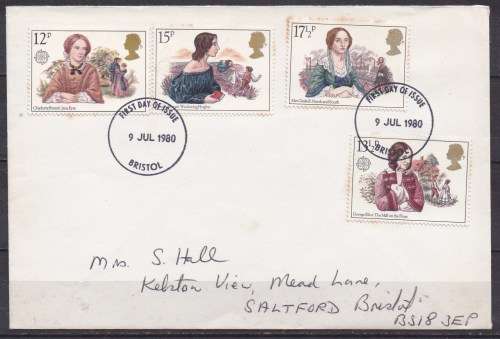 12P
15P
17½P
Charlotte Brontë Jane Eyre
Wuthering Heights
Mrs Gaskell North and South
FIRST DAY OF ISSUE
9 JUL 1980
BRISTOL
FIRST DAY OF ISSUE
9 JUL 1980
BRISTOL
13½P
George Eliot The Mill on the Floss
Mrs S. Hall
Kelston View, Mead Lane,
SALTFORD Bristol
BS18 3EP